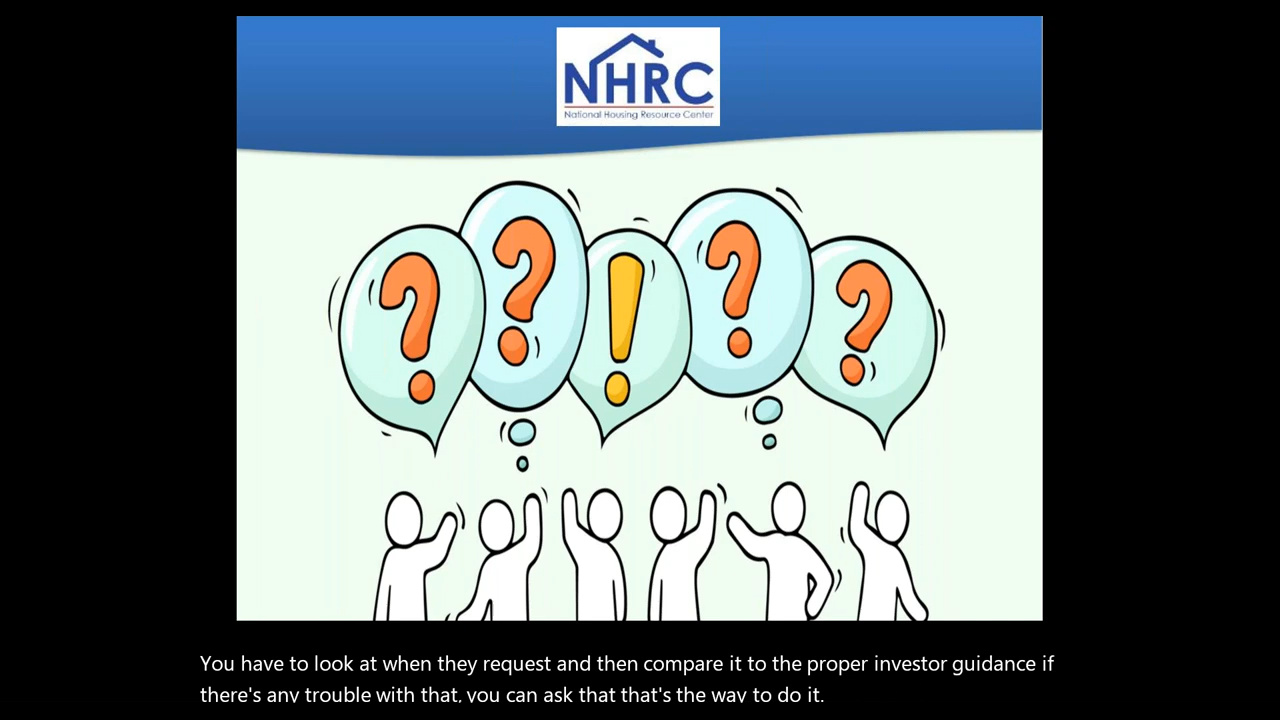 NHRC
National Housing Resource Center
? ? ! ? ?
You have to look at when they request and then compare it to the proper investor guidance if
there's any trouble with that, you can ask that that's the way to do it.